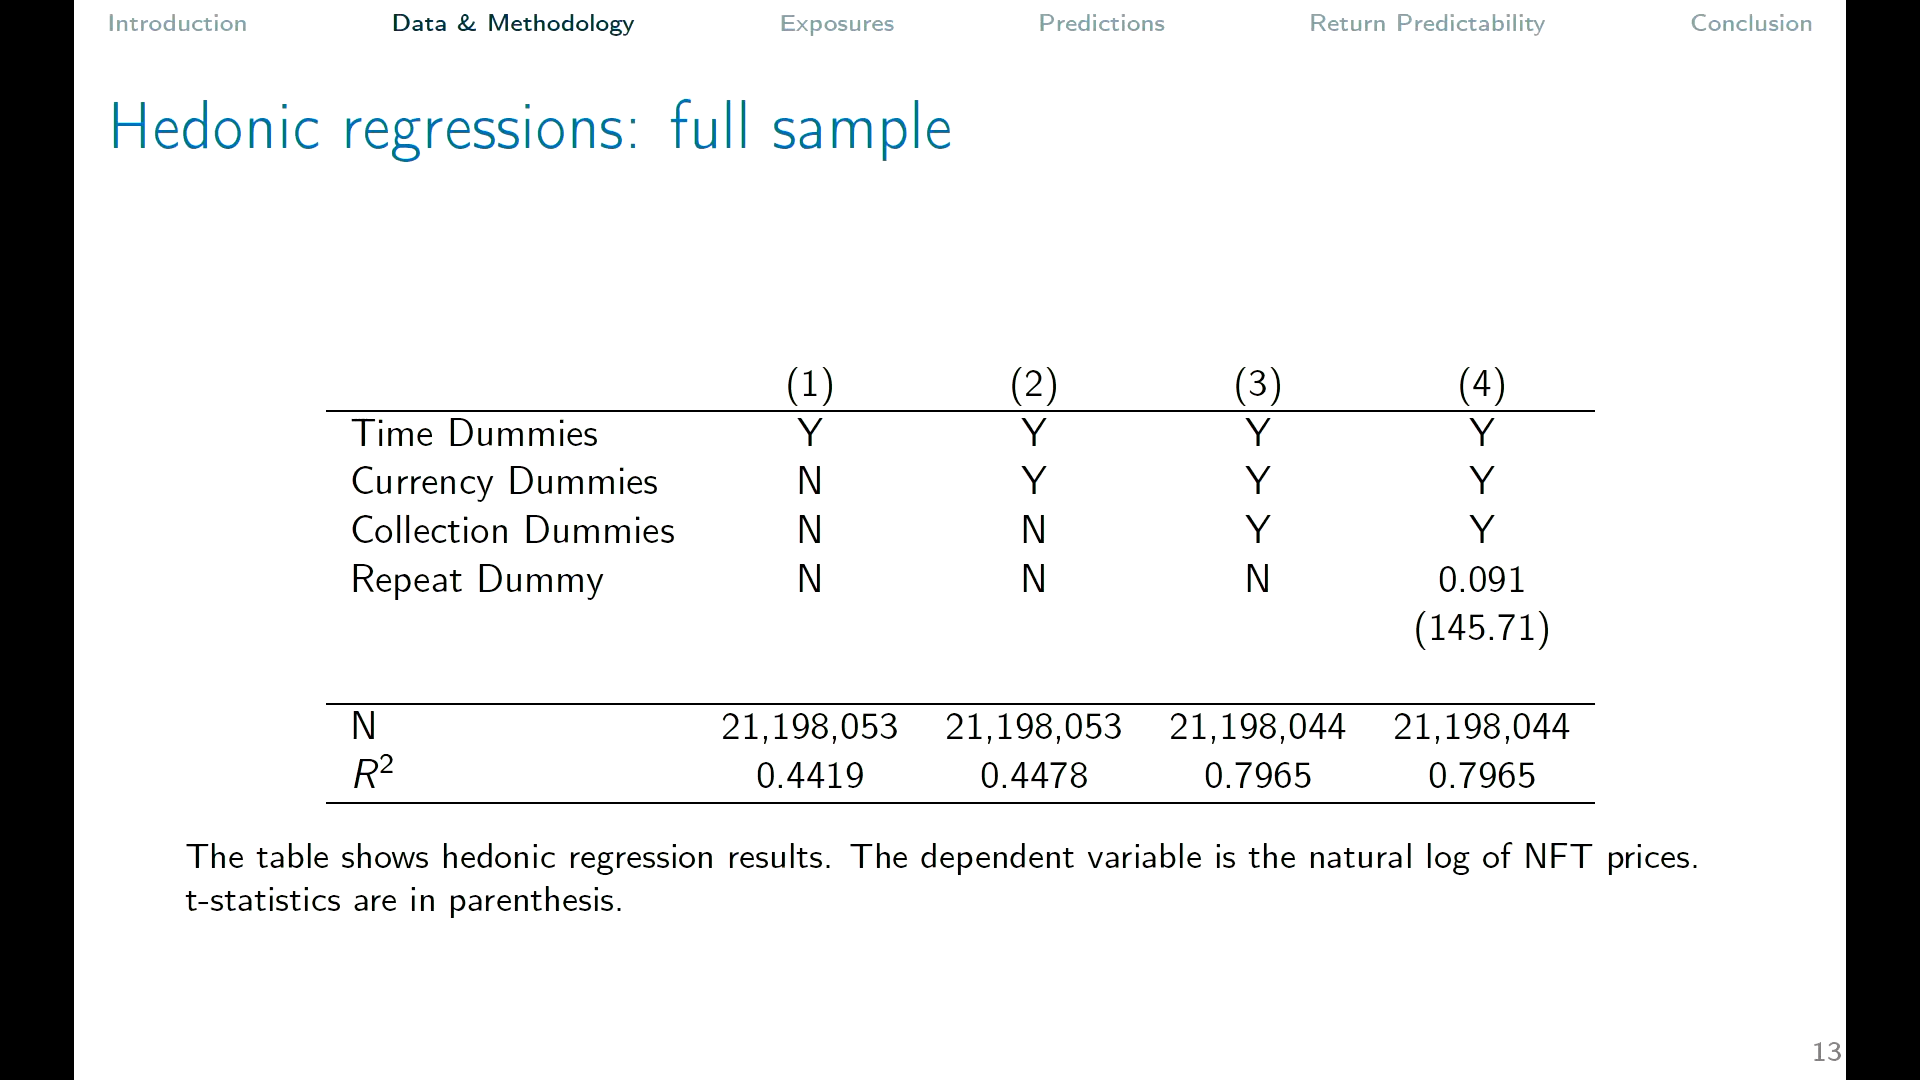 Introduction Data & Methodology Exposures Predictions Return Predictability Conclusion
Hedonic regressions: full sample
(1) (2) (3) (4)
Time Dummies Y Y Y Y
Currency Dummies N Y Y Y
Collection Dummies N N Y Y
Repeat Dummy N N N 0.091
(145.71)
N 21,198,053 21,198,053 21,198,044 21,198,044
R² 0.4419 0.4478 0.7965 0.7965
The table shows hedonic regression results. The dependent variable is the natural log of NFT prices.
t-statistics are in parenthesis.
13